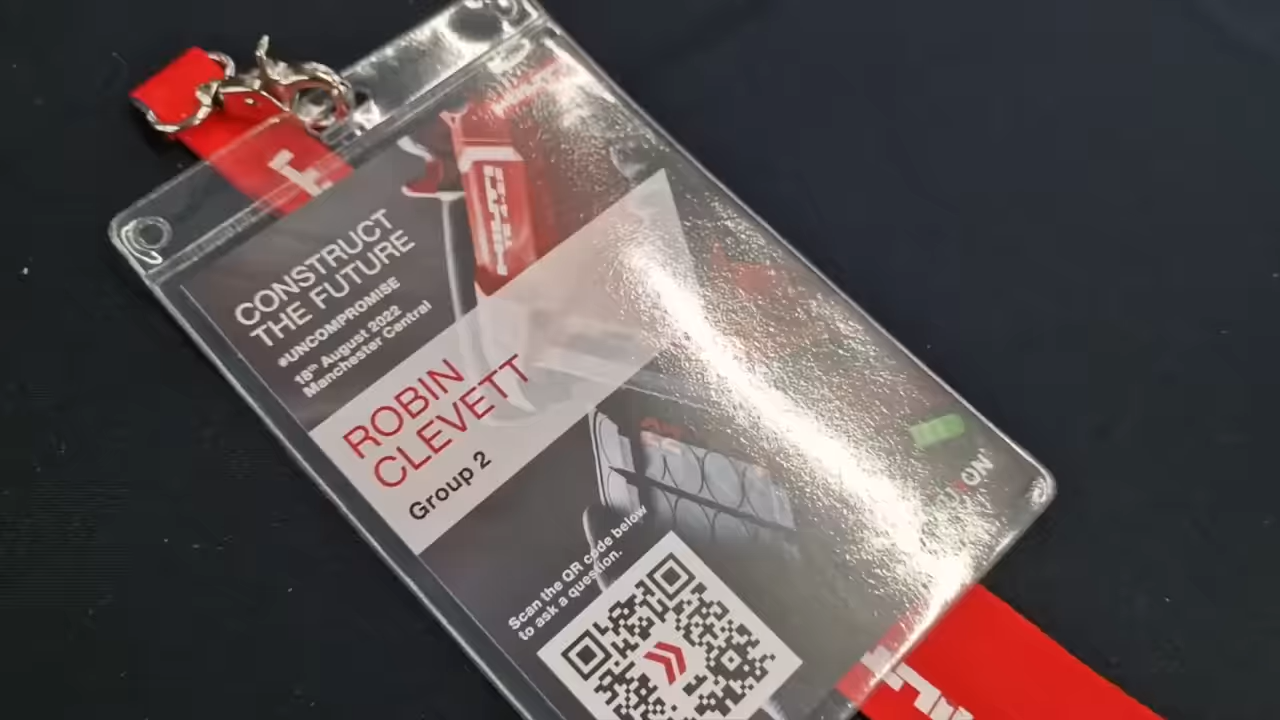 CONSTRUCT
THE FUTURE
#UNCOMPROMISE
18th August 2022
Manchester Central
ROBIN
CLEVETT
Group 2
Scan the QR code below
to ask a question.